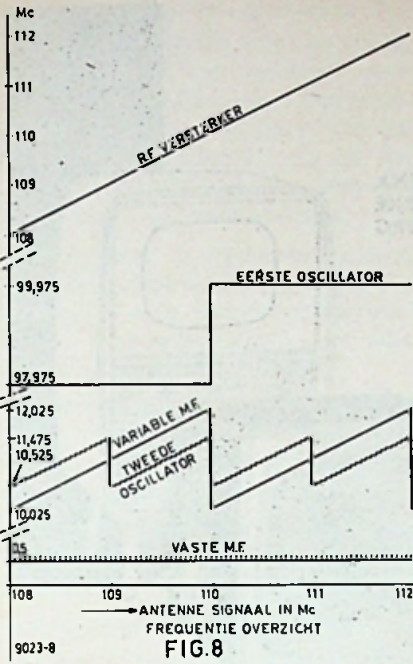 Mc
112
111
110
109
108
RF VERSTERKER
EERSTE OSCILLATOR
99,975
97,975
12,025
11,475
10,525
10,025
VARIABLE M.F.
TWEEDE
OSCILLATOR
0,5
VASTE M.F.
108 109 110 111 112
ANTENNE SIGNAAL IN Mc
FREQUENTIE OVERZICHT
9023-8
FIG.8